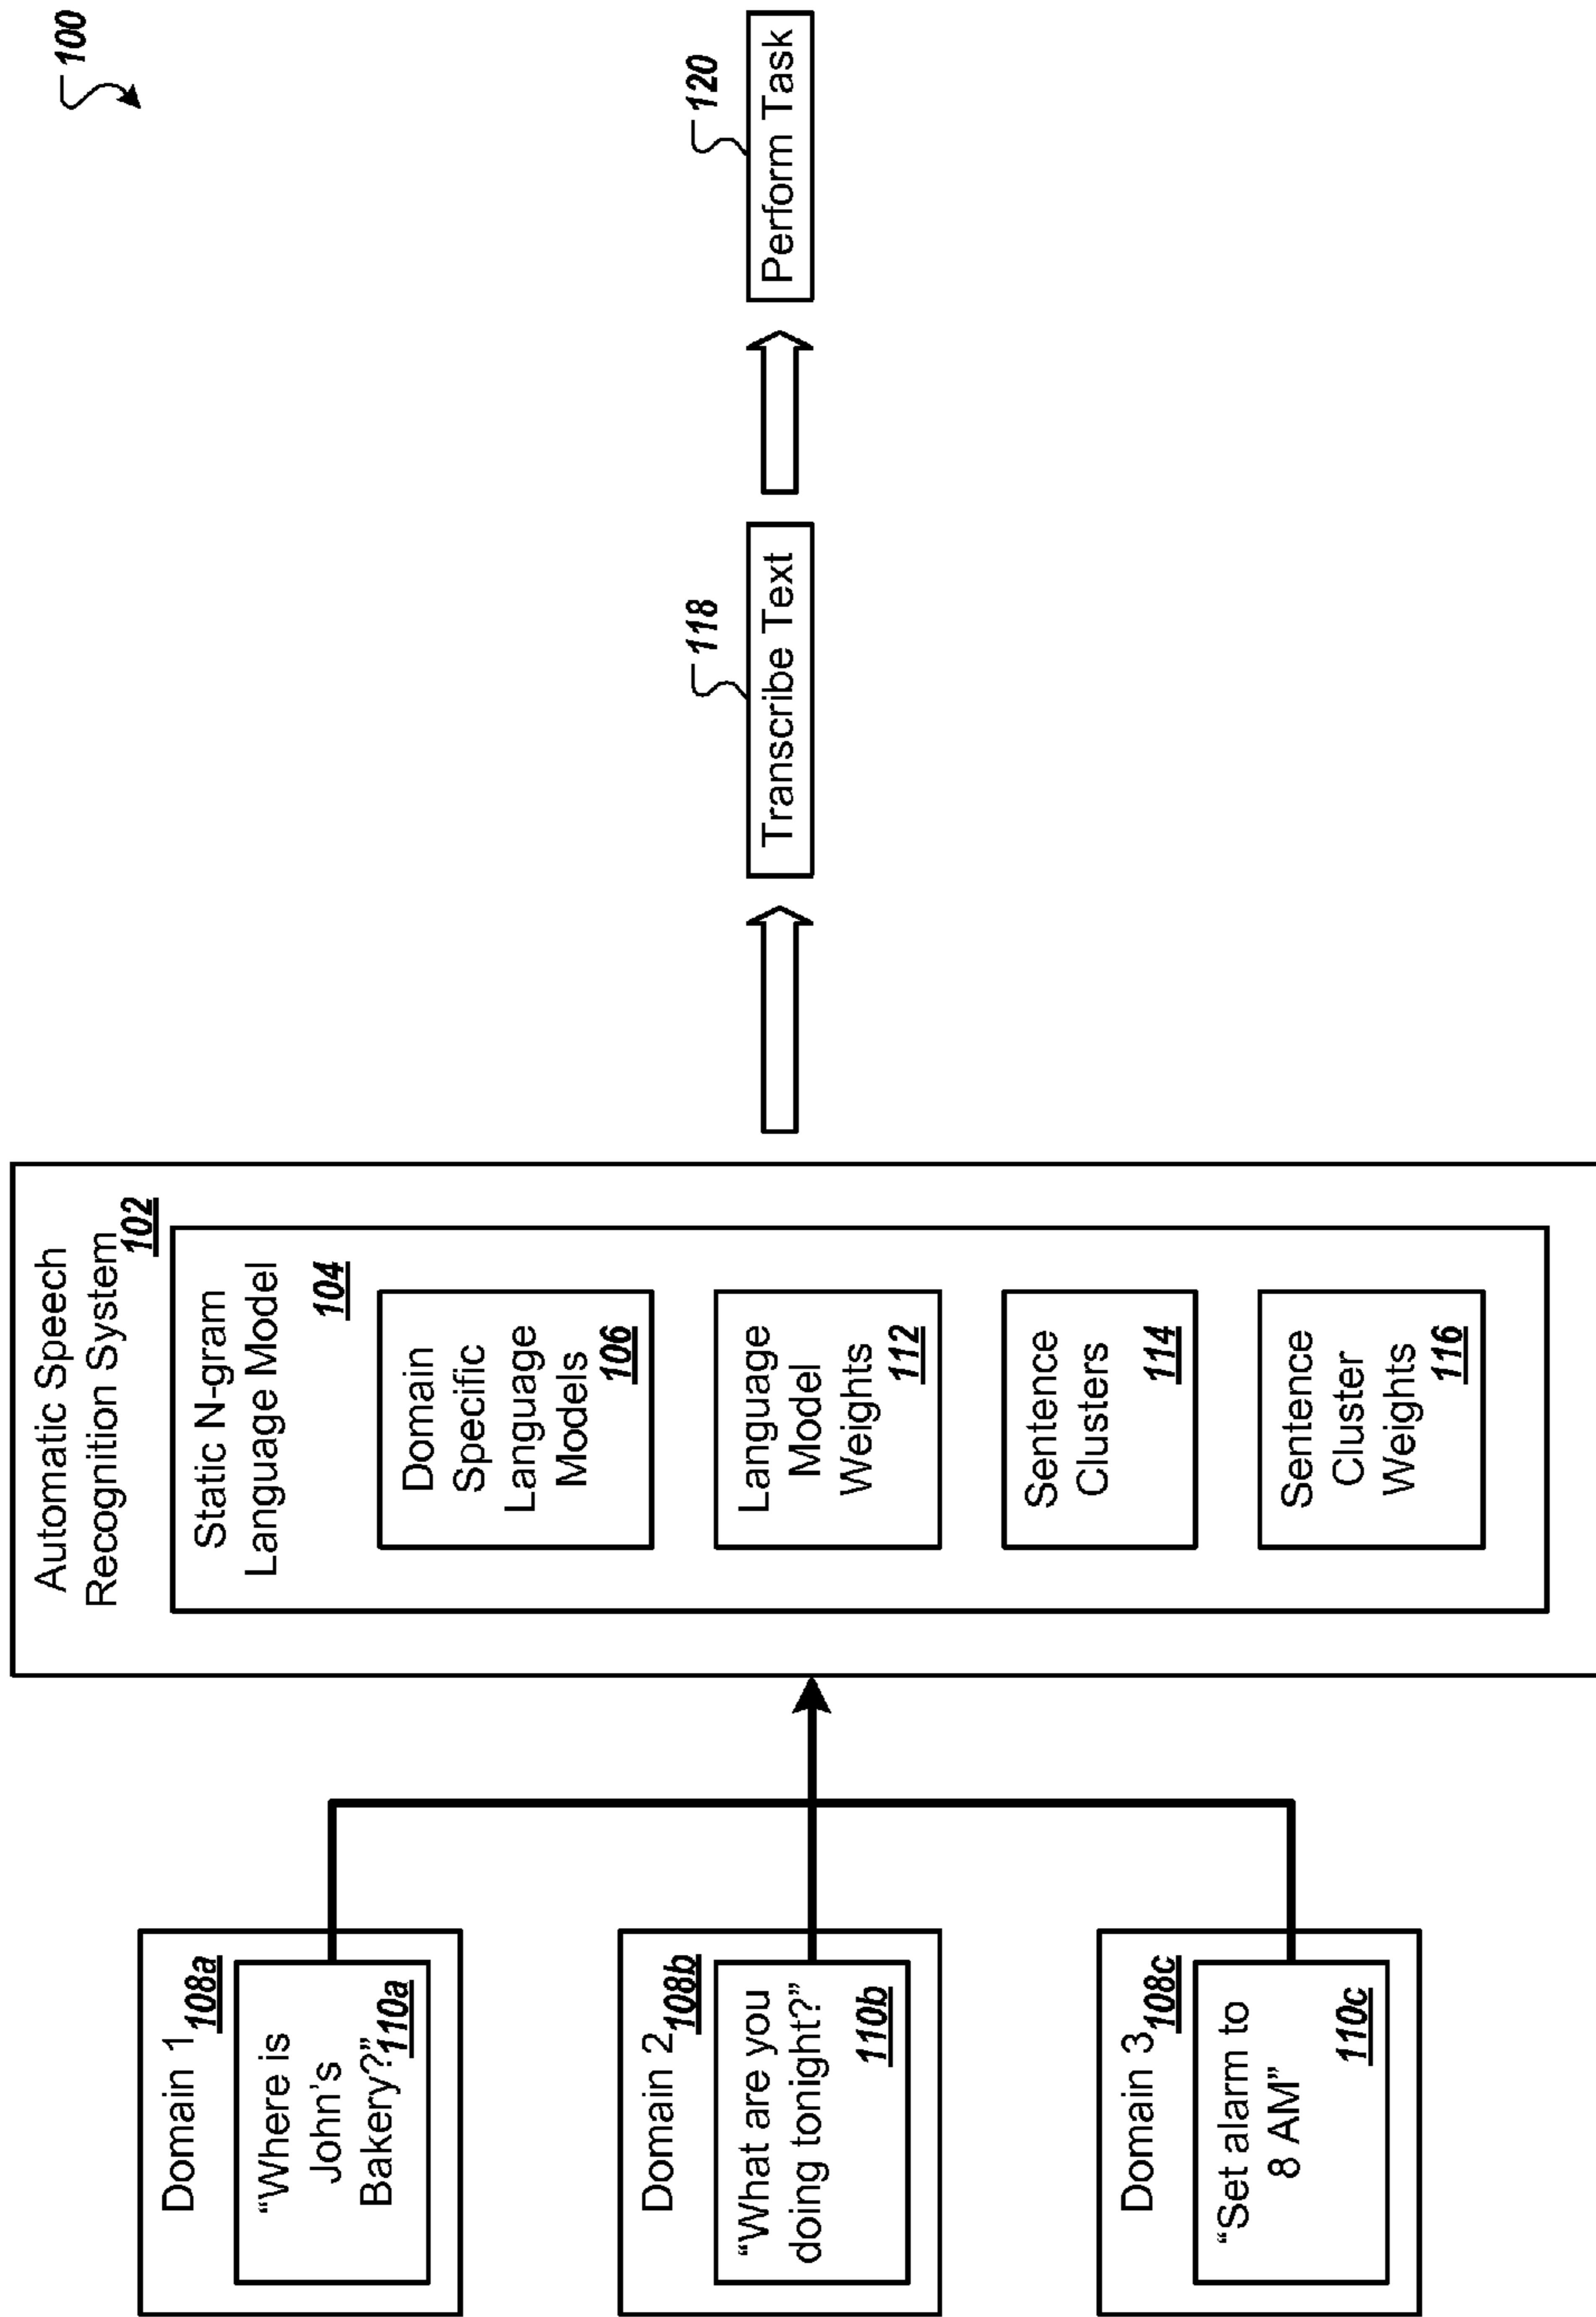 100
Domain 1
108a
“Where is
John’s
Bakery?”
110a
Domain 2
108b
“What are you
doing tonight?”
110b
Domain 3
108c
“Set alarm to
8 AM”
110c
Automatic Speech
Recognition System
102
Static N-gram
Language Model
104
Domain
Specific
Language
Models
106
Language
Model
Weights
112
Sentence
Clusters
114
Sentence
Cluster
Weights
116
118
Transcribe Text
120
Perform Task